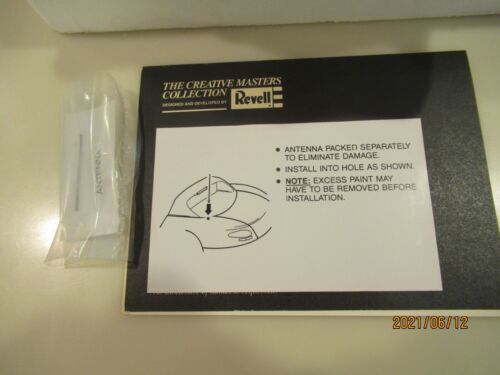 THE CREATIVE MASTERS
COLLECTION
DESIGNED AND DEVELOPED BY Revell
• ANTENNA PACKED SEPARATELY
TO ELIMINATE DAMAGE.
• INSTALL INTO HOLE AS SHOWN.
• NOTE: EXCESS PAINT MAY
HAVE TO BE REMOVED BEFORE
INSTALLATION.
ANTENNA
2021/06/12